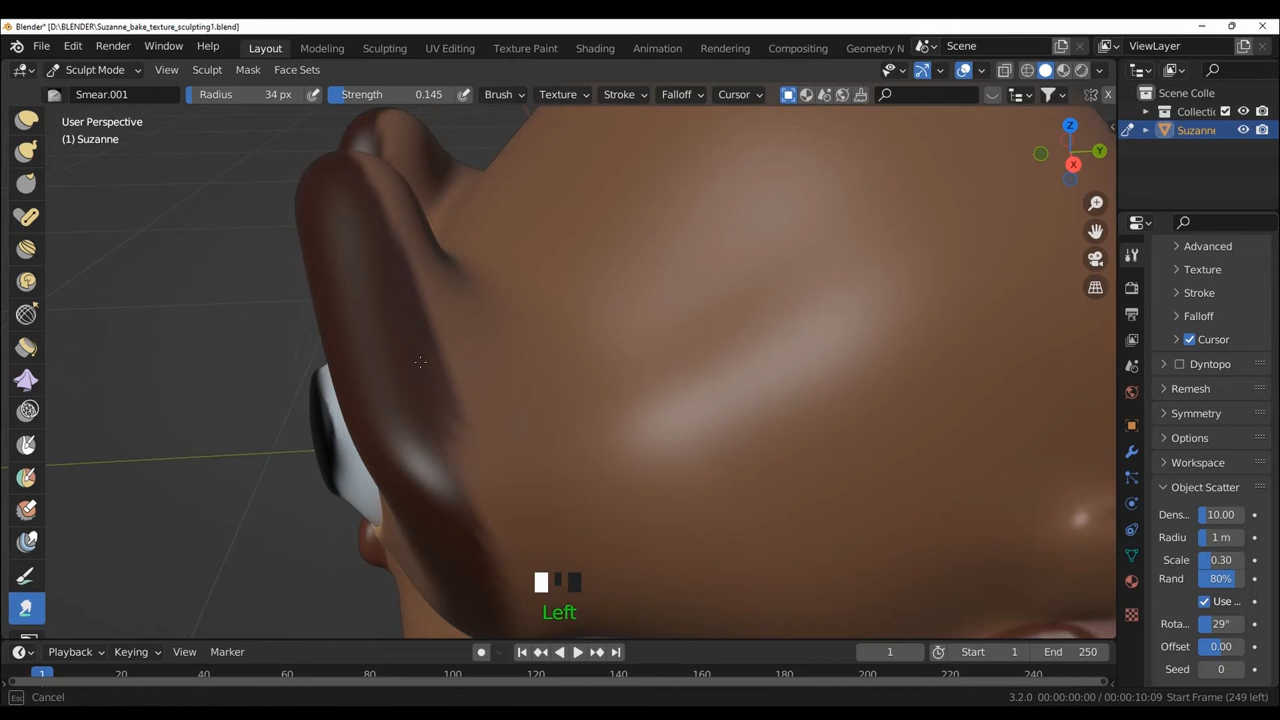 Blender* [D:\BLENDER\Suzanne_bake_texture_sculpting1.blend]
File Edit Render Window Help Layout Modeling Sculpting UV Editing Texture Paint Shading Animation Rendering Compositing Geometry N Scene ViewLayer
Sculpt Mode View Sculpt Mask Face Sets
Smear.001 Radius 34 px Strength 0.145 Brush Texture Stroke Falloff Cursor X
User Perspective
(1) Suzanne
Z
Y
X
Scene Colle
Collectic
Suzanne
Advanced
Texture
Stroke
Falloff
Cursor
Dyntopo
Remesh
Symmetry
Options
Workspace
Object Scatter
Dens... 10.00
Radiu 1 m
Scale 0.30
Rand 80%
Use ...
Rota... 29°
Offset 0.00
Seed 0
Left
Playback Keying View Marker 1 Start 1 End 250
1 20 40 60 80 100 120 140 160 180 200 220 240
Esc Cancel 3.2.0 00:00:00:00 / 00:00:10:09 Start Frame (249 left)